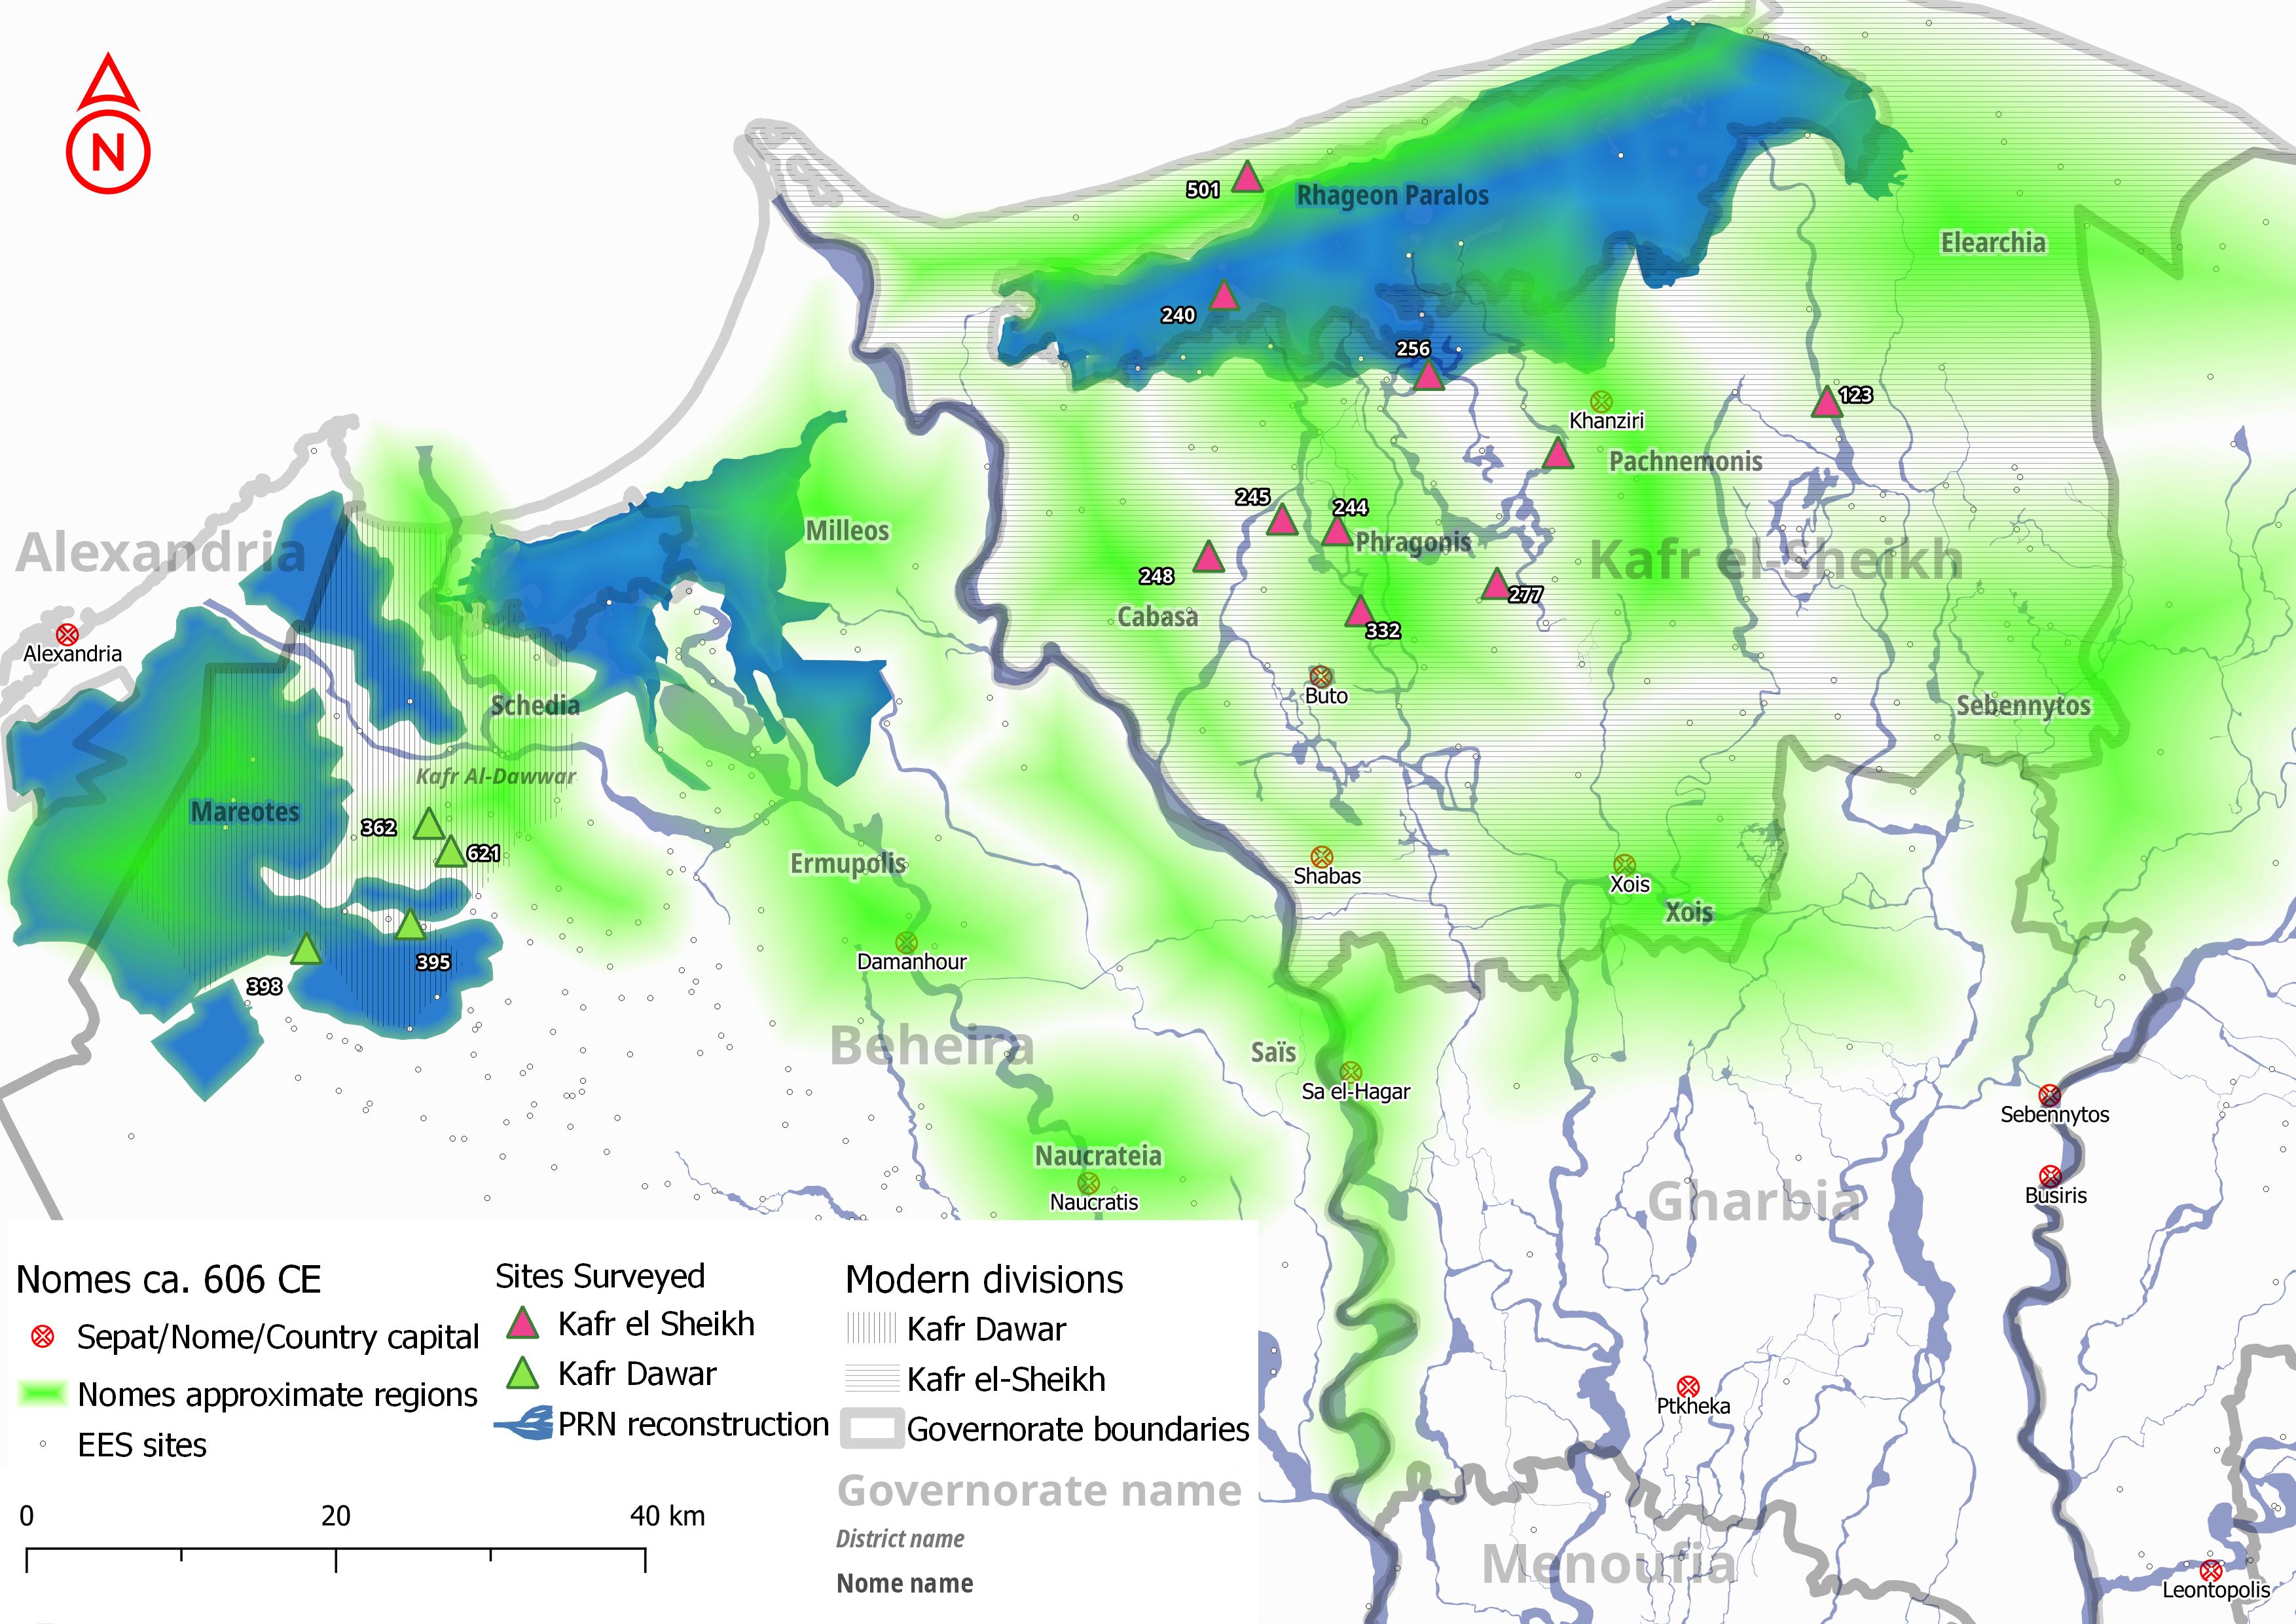 N
501
Rhageon Paralos
Elearchia
240
256
123
Khanziri
Pachnemonis
245
244
Milleos
Phragonis
Alexandria
Kafr el-Sheikh
248
277
Cabasa
332
Alexandria
Buto
Schedia
Sebennytos
Kafr Al-Dawwar
Mareotes
362
621
Ermupolis
Shabas
Xois
Xois
Damanhour
395
398
Beheira
Saïs
Sa el-Hagar
Sebennytos
Naucrateia
Naucratis
Busiris
Gharbia
Ptkheka
Menoufia
Leontopolis
Nomes ca. 606 CE
Sepat/Nome/Country capital
Nomes approximate regions
EES sites
Sites Surveyed
Kafr el Sheikh
Kafr Dawar
PRN reconstruction
Modern divisions
Kafr Dawar
Kafr el-Sheikh
Governorate boundaries
Governorate name
District name
Nome name
0 20 40 km